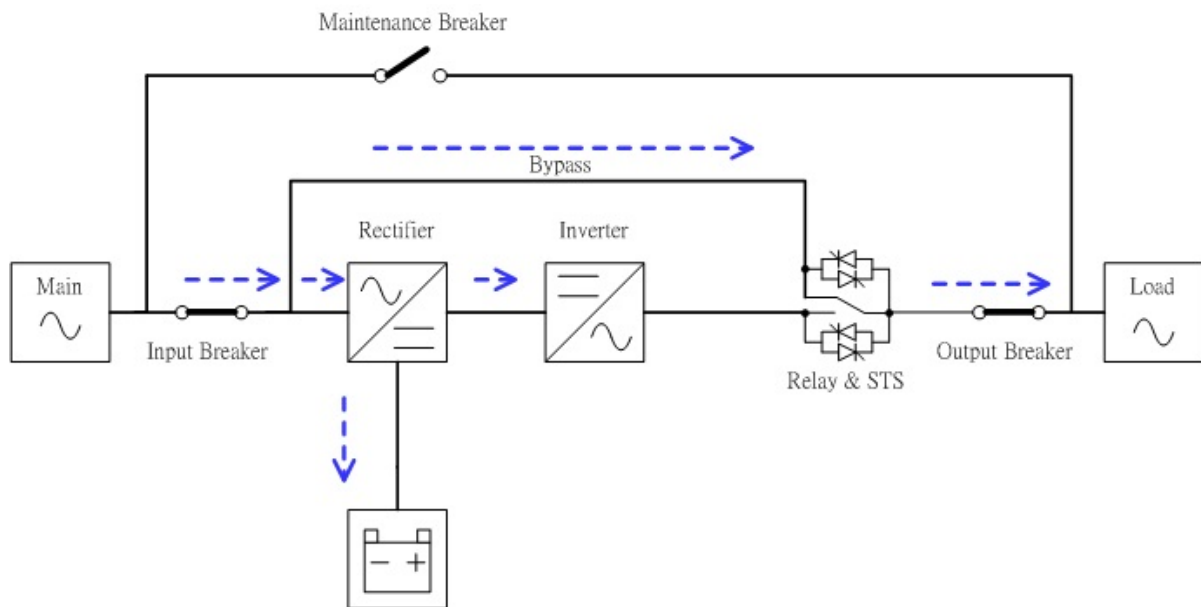 Maintenance Breaker
Bypass
Rectifier
Inverter
Main
Load
Input Breaker
Output Breaker
Relay & STS